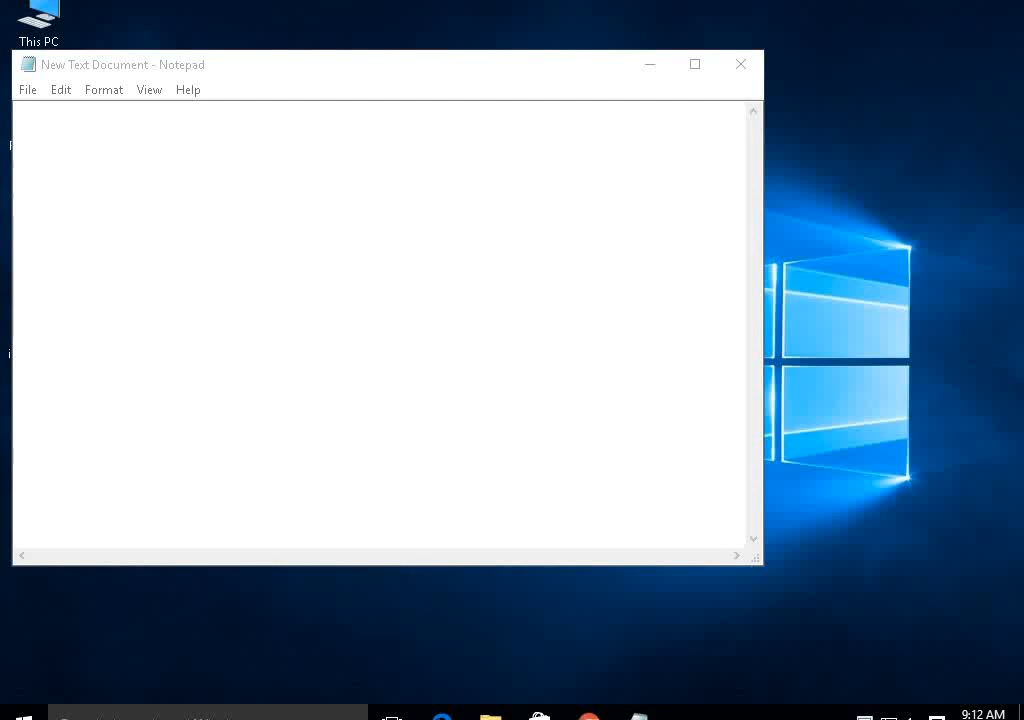 This PC
New Text Document - Notepad
File Edit Format View Help
9:12 AM